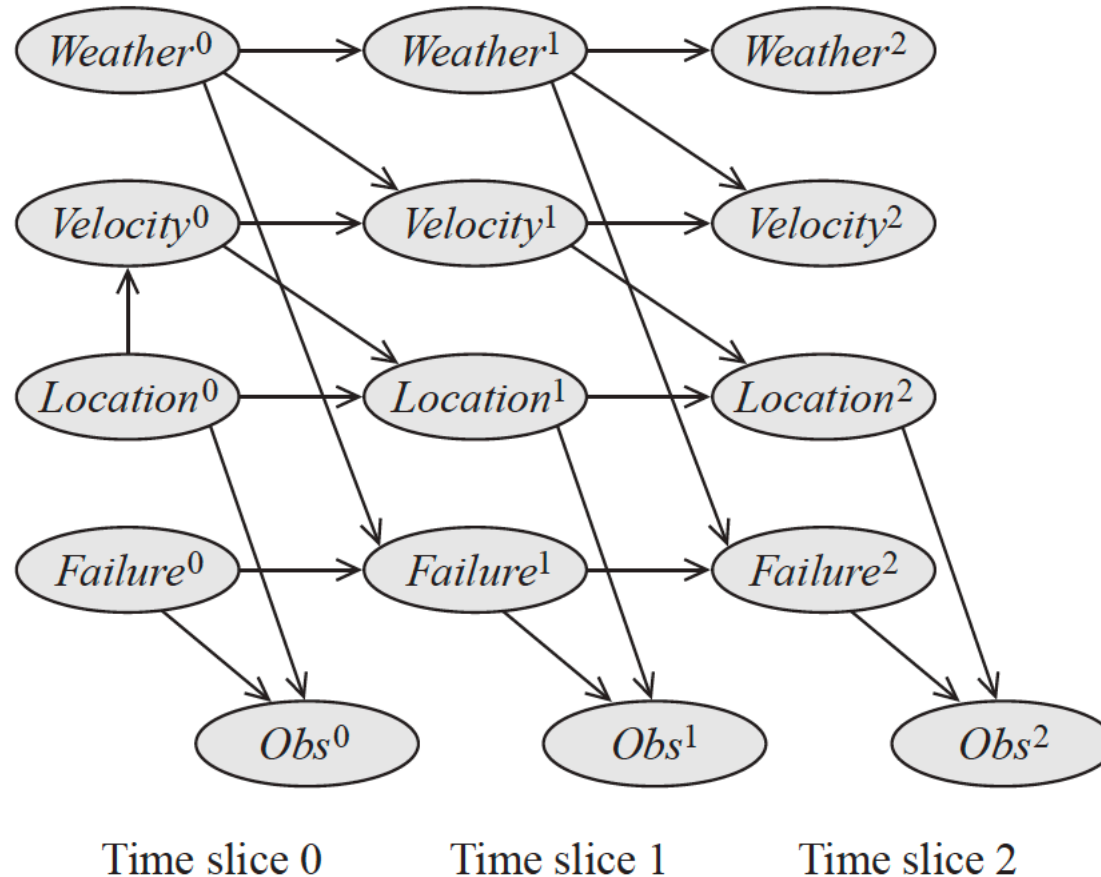 Weather⁰ Weather¹ Weather²
Velocity⁰ Velocity¹ Velocity²
Location⁰ Location¹ Location²
Failure⁰ Failure¹ Failure²
Obs⁰ Obs¹ Obs²
Time slice 0 Time slice 1 Time slice 2